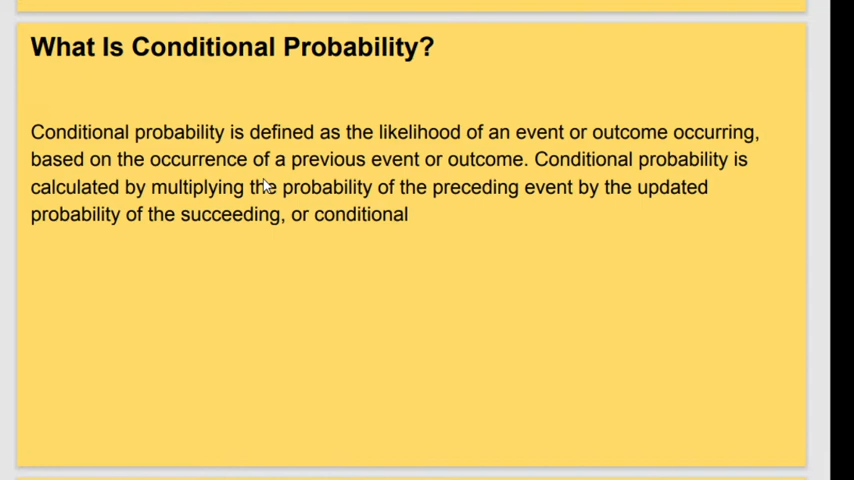 What Is Conditional Probability?
Conditional probability is defined as the likelihood of an event or outcome occurring,
based on the occurrence of a previous event or outcome. Conditional probability is
calculated by multiplying the probability of the preceding event by the updated
probability of the succeeding, or conditional